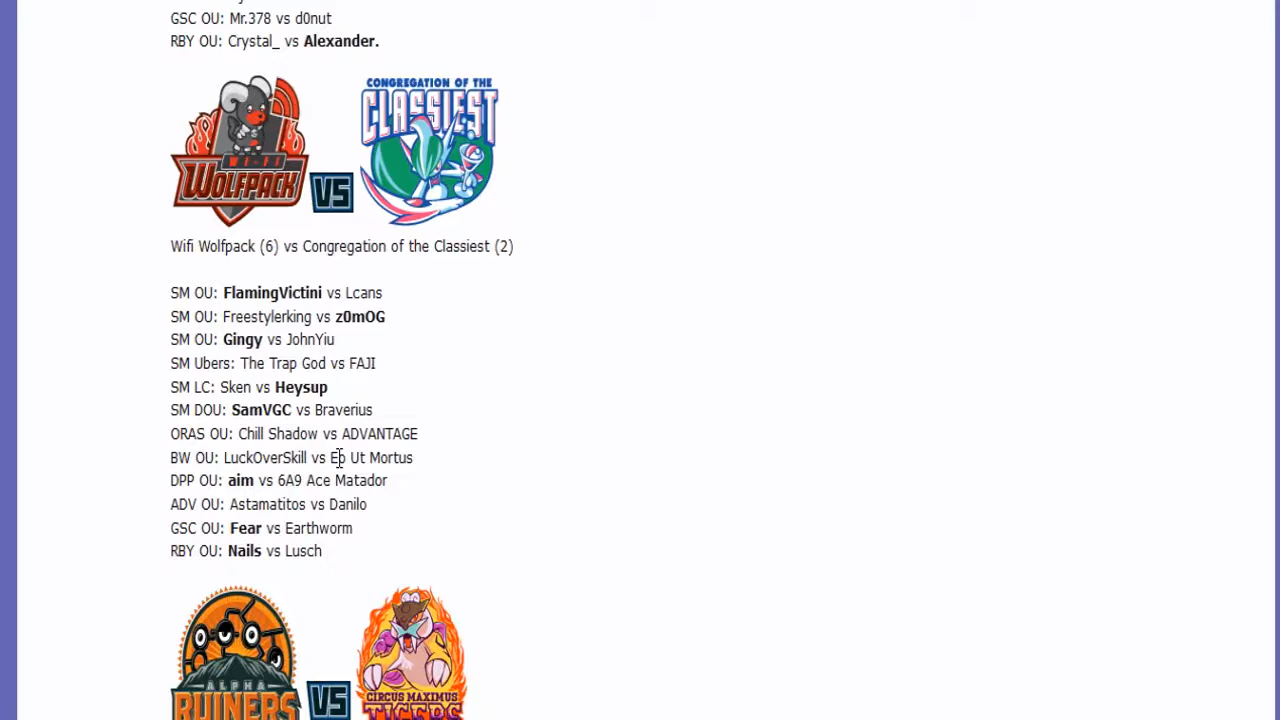 GSC OU: Mr.378 vs d0nut
RBY OU: Crystal_ vs Alexander.
WI-FI
WOLFPACK
VS
CONGREGATION OF THE
CLASSIEST
Wifi Wolfpack (6) vs Congregation of the Classiest (2)
SM OU: FlamingVictini vs Lcans
SM OU: Freestylerking vs z0mOG
SM OU: Gingy vs JohnYiu
SM Ubers: The Trap God vs FAJI
SM LC: Sken vs Heysup
SM DOU: SamVGC vs Braverius
ORAS OU: Chill Shadow vs ADVANTAGE
BW OU: LuckOverSkill vs Ep Ut Mortus
DPP OU: aim vs 6A9 Ace Matador
ADV OU: Astamatitos vs Danilo
GSC OU: Fear vs Earthworm
RBY OU: Nails vs Lusch
ALPHA
RUINERS
VS
CIRCUS MAXIMUS
TIGERS